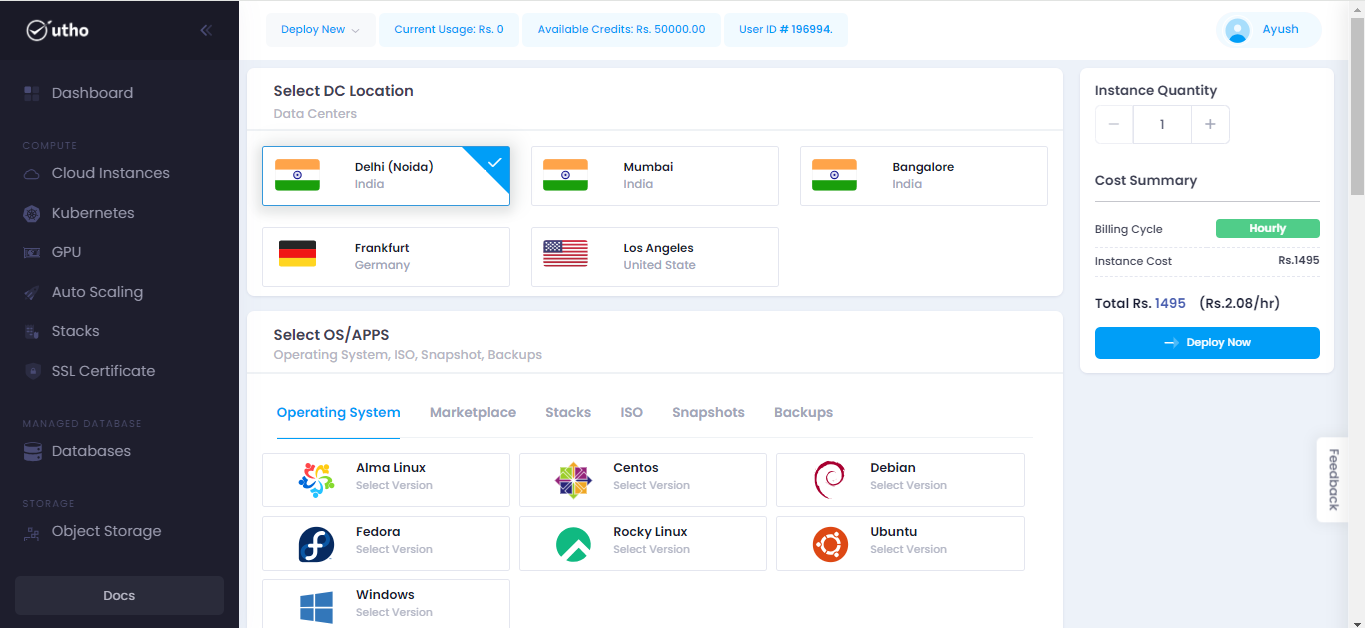 utho
Dashboard
COMPUTE
Cloud Instances
Kubernetes
GPU
Auto Scaling
Stacks
SSL Certificate
MANAGED DATABASE
Databases
STORAGE
Object Storage
Docs
Deploy New
Current Usage: Rs. 0
Available Credits: Rs. 50000.00
User ID # 196994.
Ayush
Select DC Location
Data Centers
Delhi (Noida)
India
Mumbai
India
Bangalore
India
Frankfurt
Germany
Los Angeles
United State
Select OS/APPS
Operating System, ISO, Snapshot, Backups
Operating System Marketplace Stacks ISO Snapshots Backups
Alma Linux
Select Version
Centos
Select Version
Debian
Select Version
Fedora
Select Version
Rocky Linux
Select Version
Ubuntu
Select Version
Windows
Select Version
Instance Quantity
− 1 +
Cost Summary
Billing Cycle Hourly
Instance Cost Rs.1495
Total Rs. 1495 (Rs.2.08/hr)
Deploy Now
Feedback